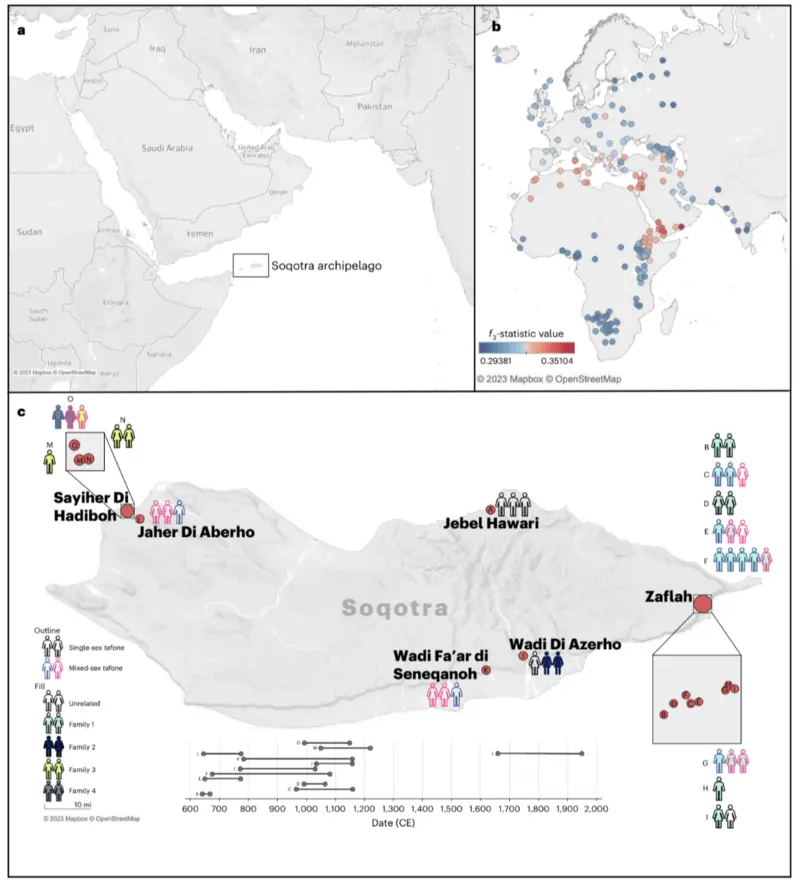 a
Syria
Iraq
Iran
Afghanistan
Jordan
Pakistan
Egypt
Saudi Arabia
United Arab
Emirates
Oman
Sudan
Eritrea
Yemen
Soqotra archipelago
Ethiopia
South
Sudan
Somalia
Uganda
Kenya
© 2023 Mapbox © OpenStreetMap
b
f3-statistic value
0.29381
0.35104
© 2023 Mapbox © OpenStreetMap
c
O
N
M
O
M N
Sayiher Di
Hadiboh
Jaher Di Aberho
A
Jebel Hawari
B
C
D
E
F
Soqotra
Zaflah
Outline
Single-sex tafone
Mixed-sex tafone
Fill
Unrelated
Family 1
Family 2
Family 3
Family 4
10 mi
© 2023 Mapbox © OpenStreetMap
Wadi Fa'ar di
Seneqanoh
K
Wadi Di Azerho
J
F
D
C E
B
G
H
I
600
700
800
900
1,000
1,100
1,200
1,300
1,400
1,500
1,600
1,700
1,800
1,900
2,000
Date (CE)